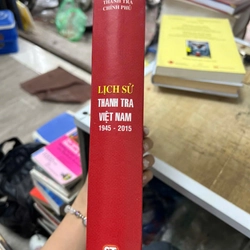 THANH TRA
CHÍNH PHỦ
LỊCH SỬ
THANH TRA
VIỆT NAM
1945 - 2015